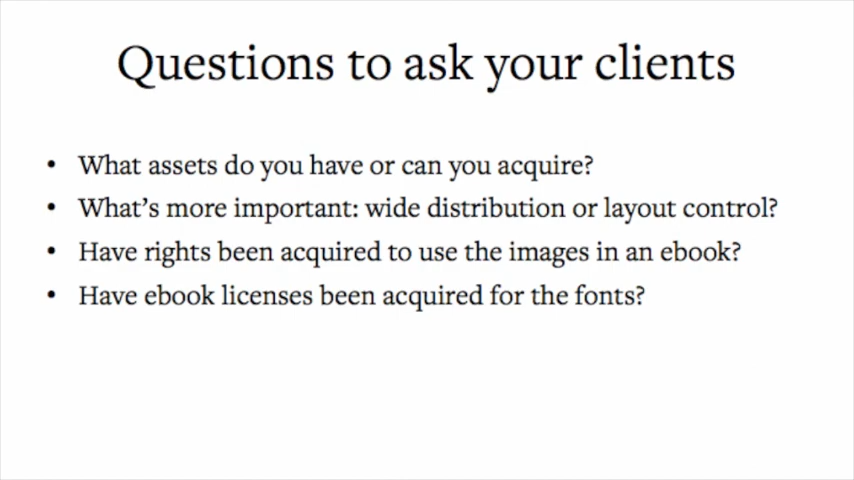 Questions to ask your clients
• What assets do you have or can you acquire?
• What’s more important: wide distribution or layout control?
• Have rights been acquired to use the images in an ebook?
• Have ebook licenses been acquired for the fonts?